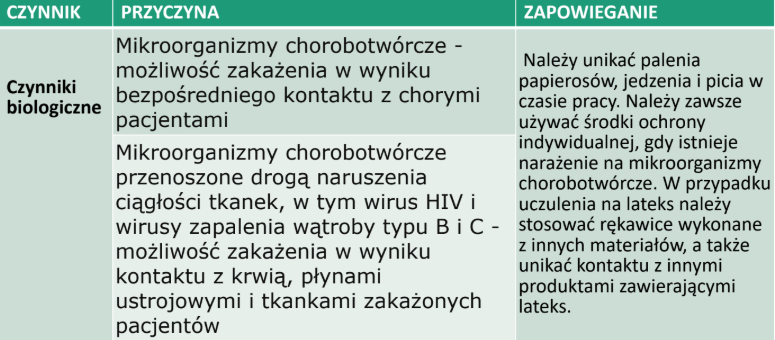 CZYNNIK
PRZYCZYNA
ZAPOWIEGANIE
Czynniki
biologiczne
Mikroorganizmy chorobotwórcze -
możliwość zakażenia w wyniku
bezpośredniego kontaktu z chorymi
pacjentami
Mikroorganizmy chorobotwórcze
przenoszone drogą naruszenia
ciągłości tkanek, w tym wirus HIV i
wirusy zapalenia wątroby typu B i C -
możliwość zakażenia w wyniku
kontaktu z krwią, płynami
ustrojowymi i tkankami zakażonych
pacjentów
Należy unikać palenia
papierosów, jedzenia i picia w
czasie pracy. Należy zawsze
używać środki ochrony
indywidualnej, gdy istnieje
narażenie na mikroorganizmy
chorobotwórcze. W przypadku
uczulenia na lateks należy
stosować rękawice wykonane
z innych materiałów, a także
unikać kontaktu z innymi
produktami zawierającymi
lateks.